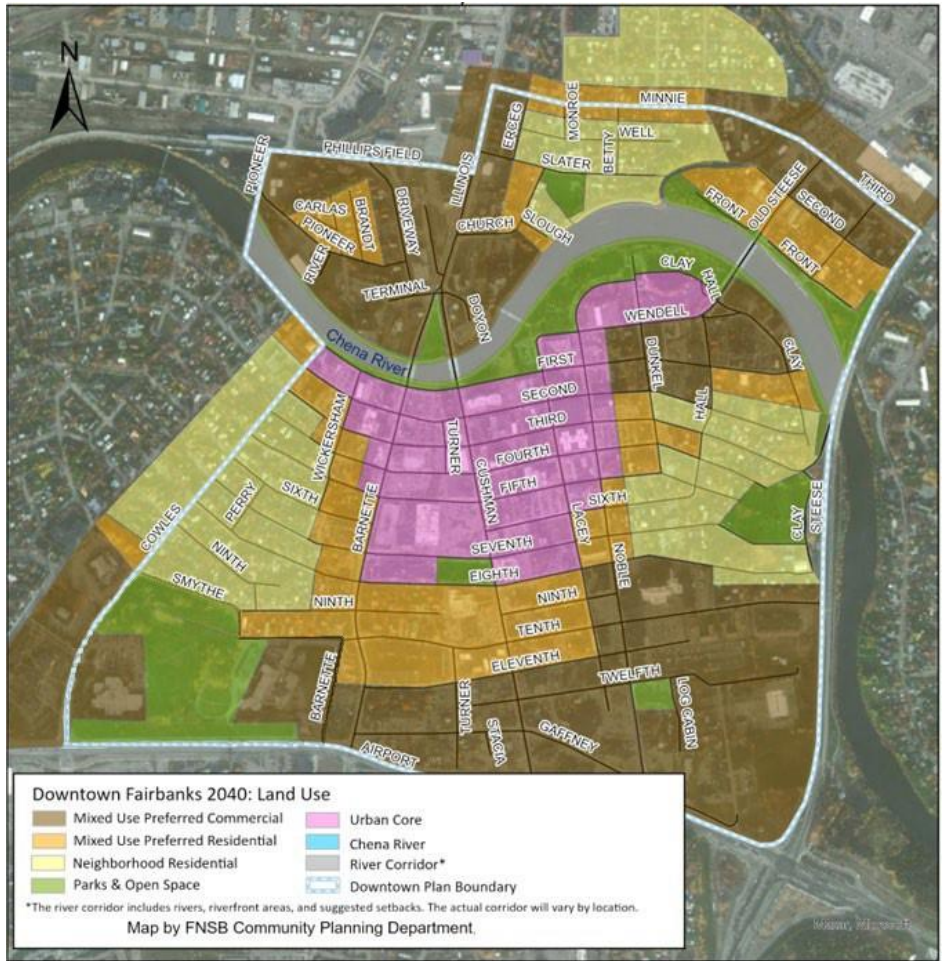 N
MINNIE
MONROE
ERCEG
WELL
BETTY
SLATER
PHILLIPS FIELD
ILLINOIS
PIONEER
THIRD
OLD STEESE
SECOND
FRONT
FRONT
CARLAS
BRANDT
DRIVEWAY
PIONEER
CHURCH
SLOUGH
RIVER
CLAY
HALL
TERMINAL
DOYON
WENDELL
Chena River
FIRST
DUNKEL
CLAY
SECOND
HALL
WICKERSHAM
THIRD
TURNER
FOURTH
CUSHMAN
FIFTH
SIXTH
SIXTH
PERRY
BARNETTE
LACEY
CLAY
STEESE
COWLES
NINTH
SEVENTH
NOBLE
EIGHTH
SMYTHE
NINTH
NINTH
TENTH
ELEVENTH
TWELFTH
BARNETTE
TURNER
STACIA
GAFFNEY
LOG CABIN
AIRPORT
Downtown Fairbanks 2040: Land Use
Mixed Use Preferred Commercial
Mixed Use Preferred Residential
Neighborhood Residential
Parks & Open Space
Urban Core
Chena River
River Corridor*
Downtown Plan Boundary
*The river corridor includes rivers, riverfront areas, and suggested setbacks. The actual corridor will vary by location.
Map by FNSB Community Planning Department.